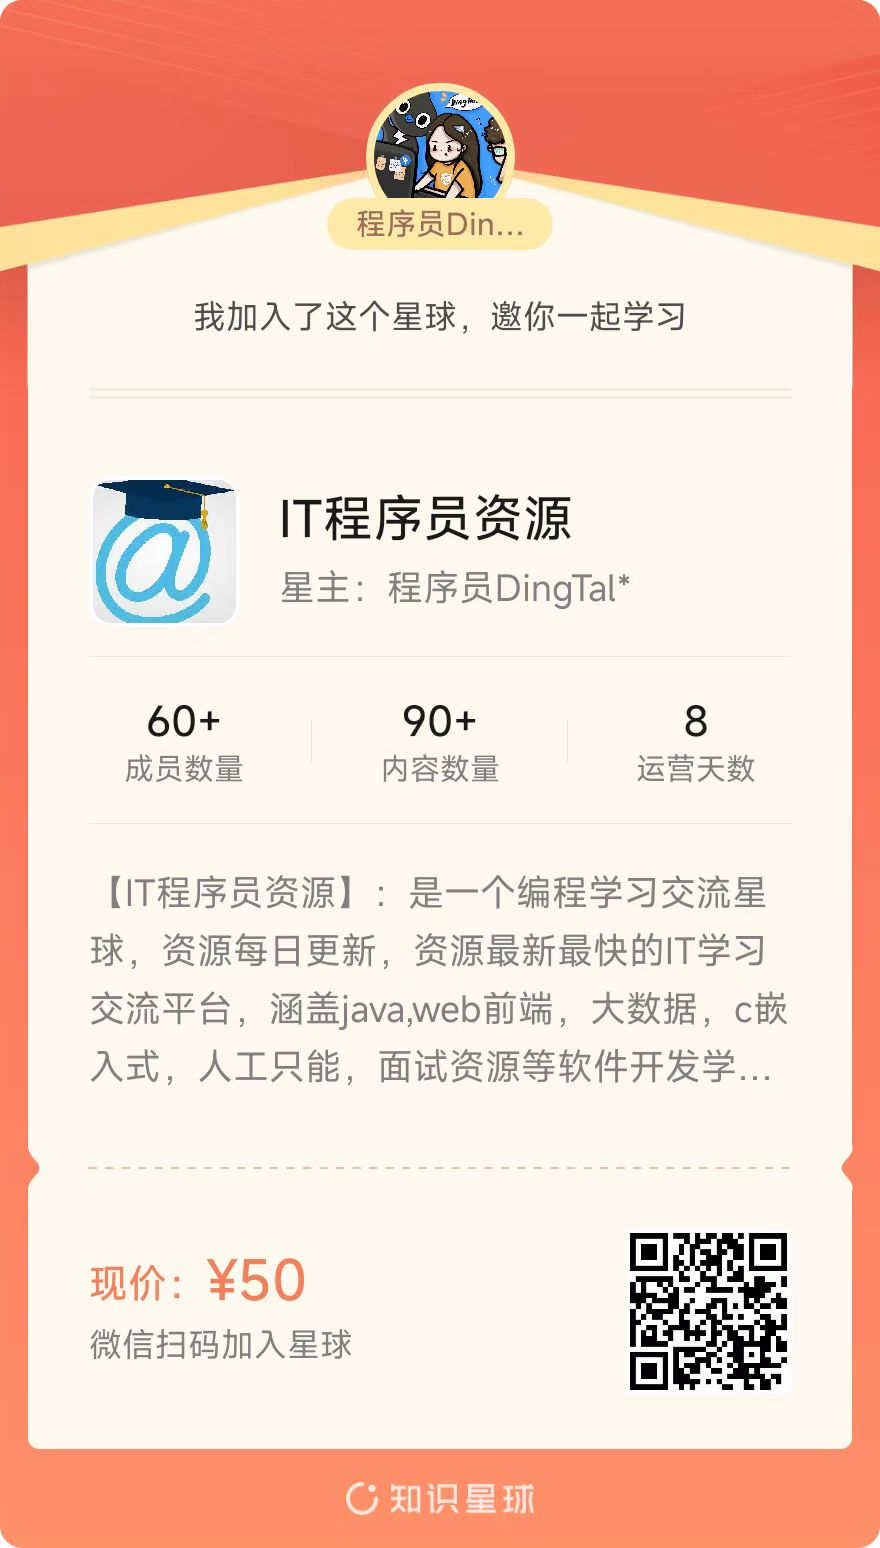 程序员Din...
我加入了这个星球，邀你一起学习
IT程序员资源
星主：程序员DingTal*
60+ 90+ 8
成员数量 内容数量 运营天数
【IT程序员资源】：是一个编程学习交流星
球，资源每日更新，资源最新最快的IT学习
交流平台，涵盖java,web前端，大数据，c嵌
入式，人工只能，面试资源等软件开发学...
现价：¥50
微信扫码加入星球
知识星球